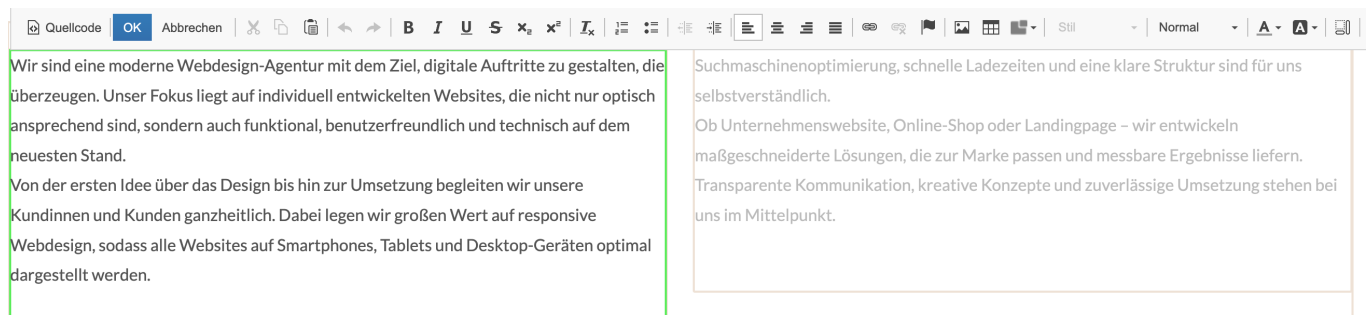 Quellcode OK Abbrechen B I U S x₂ x² Iₓ Stil Normal A A
Wir sind eine moderne Webdesign-Agentur mit dem Ziel, digitale Auftritte zu gestalten, die
überzeugen. Unser Fokus liegt auf individuell entwickelten Websites, die nicht nur optisch
ansprechend sind, sondern auch funktional, benutzerfreundlich und technisch auf dem
neuesten Stand.
Von der ersten Idee über das Design bis hin zur Umsetzung begleiten wir unsere
Kundinnen und Kunden ganzheitlich. Dabei legen wir großen Wert auf responsive
Webdesign, sodass alle Websites auf Smartphones, Tablets und Desktop-Geräten optimal
dargestellt werden.
Suchmaschinenoptimierung, schnelle Ladezeiten und eine klare Struktur sind für uns
selbstverständlich.
Ob Unternehmenswebsite, Online-Shop oder Landingpage – wir entwickeln
maßgeschneiderte Lösungen, die zur Marke passen und messbare Ergebnisse liefern.
Transparente Kommunikation, kreative Konzepte und zuverlässige Umsetzung stehen bei
uns im Mittelpunkt.